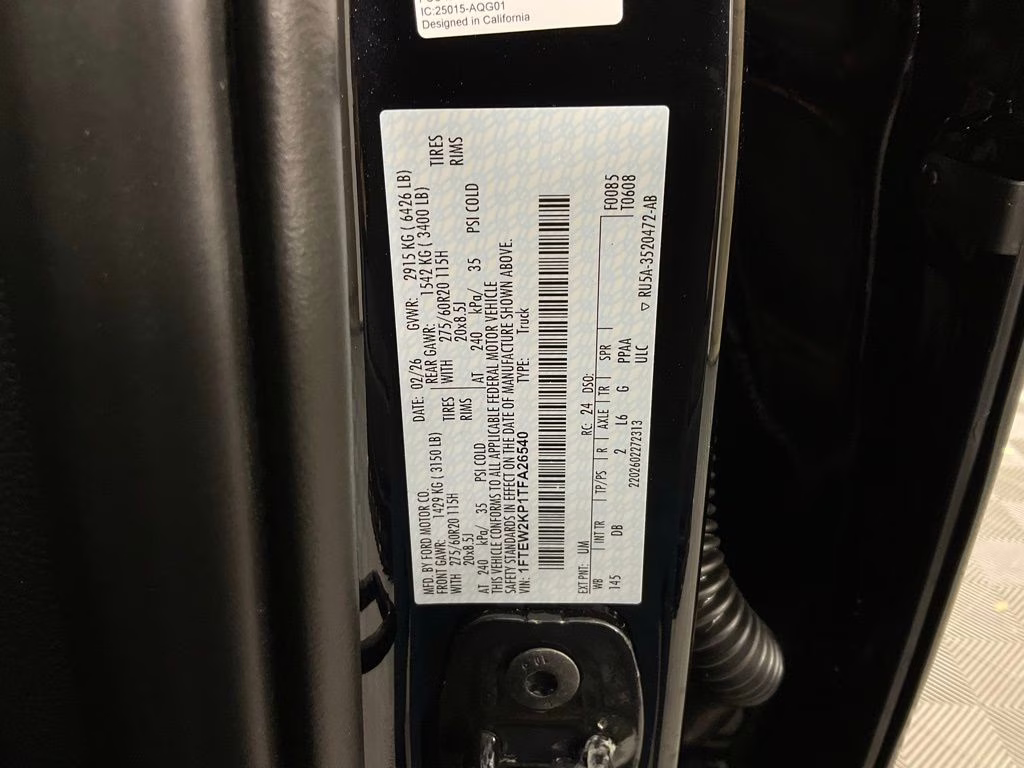 IC:25015-AQG01
Designed in California
MFD. BY FORD MOTOR CO.
DATE: 02/26 GVWR: 2915 KG ( 6426 LB)
FRONT GAWR: 1429 KG ( 3150 LB)
REAR GAWR: 1542 KG ( 3400 LB)
WITH 275/60R20 115H TIRES
WITH 275/60R20 115H TIRES
20x8.5J RIMS
20x8.5J RIMS
AT 240 kPa/ 35 PSI COLD
AT 240 kPa/ 35 PSI COLD
THIS VEHICLE CONFORMS TO ALL APPLICABLE FEDERAL MOTOR VEHICLE
SAFETY STANDARDS IN EFFECT ON THE DATE OF MANUFACTURE SHOWN ABOVE.
VIN: 1FTEW2KP1TFA26540 TYPE: Truck
EXT PNT: UM RC: 24 DSO: F0085
WB INT TR TP/PS R AXLE TR SPR T0608
145 DB 2 L6 G PPAA
2202602272313 ULC
RU5A-3520472-AB